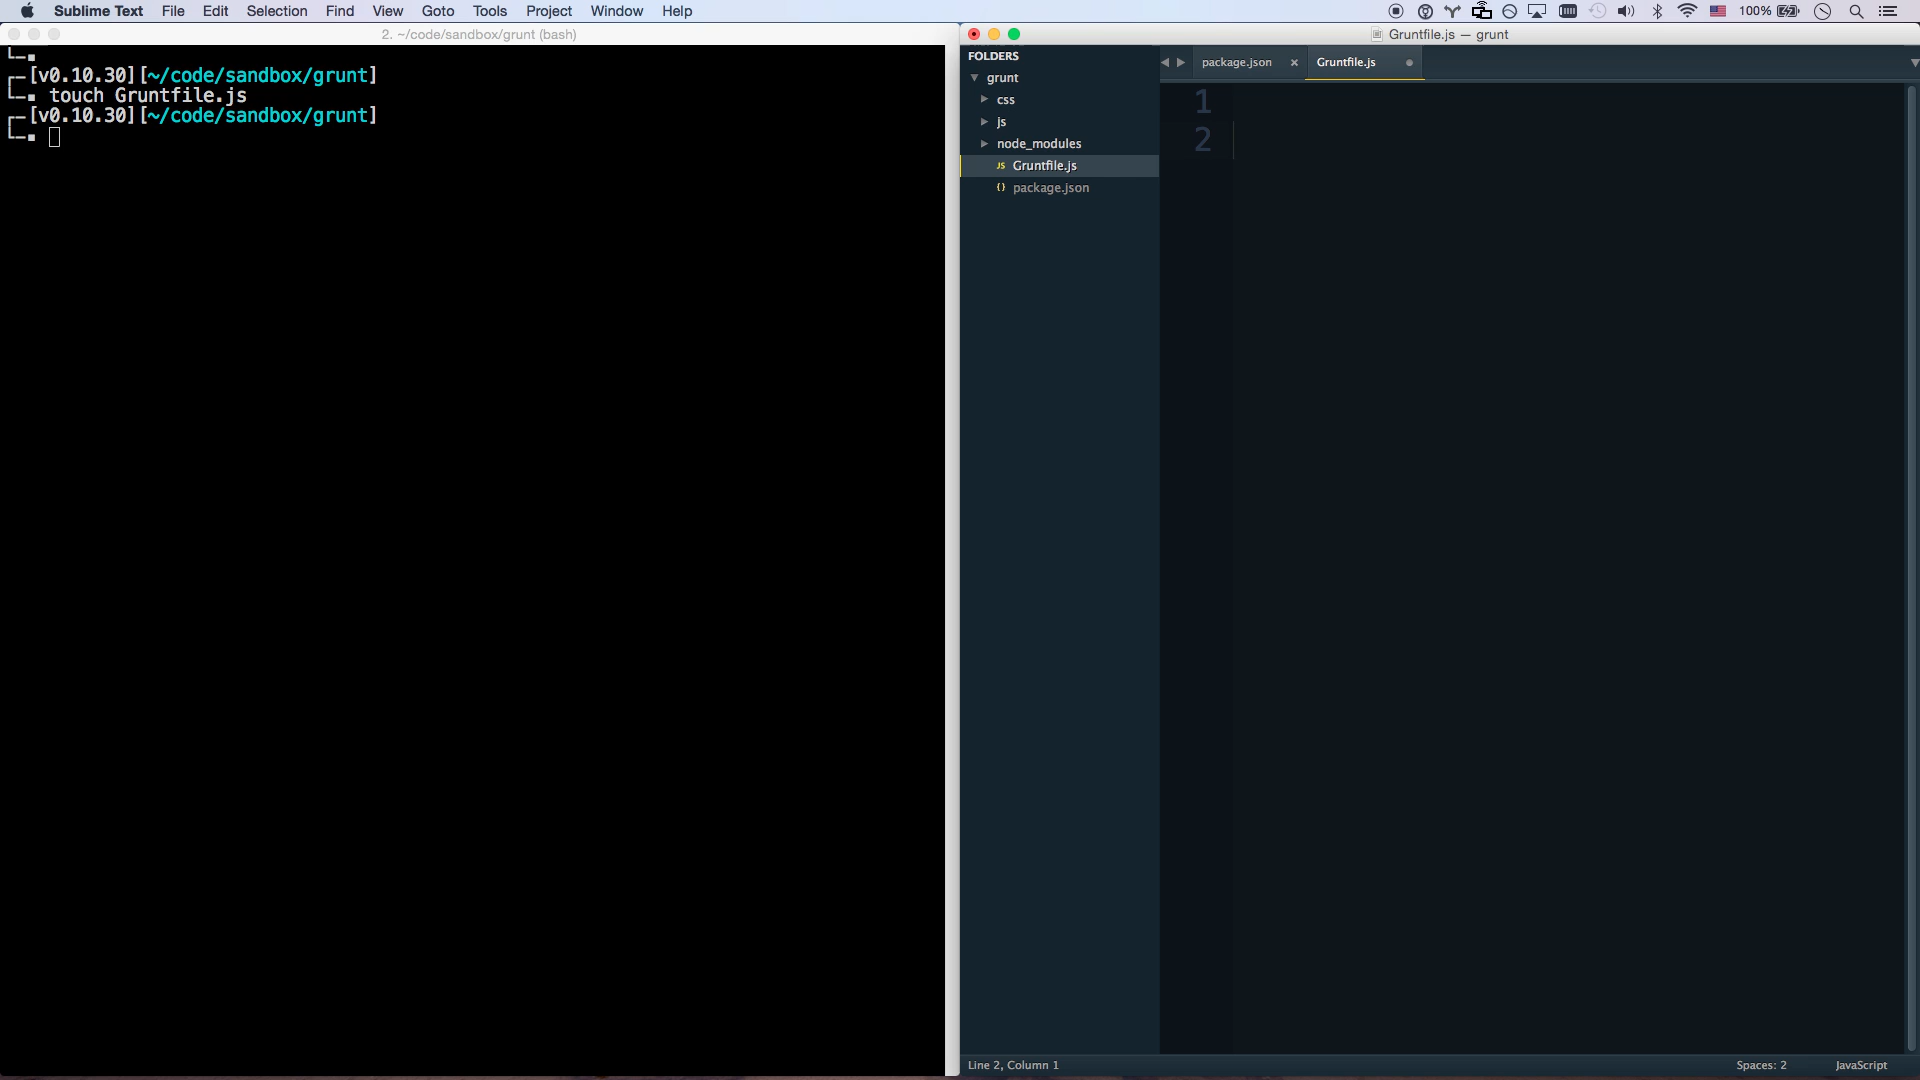 Sublime Text File Edit Selection Find View Goto Tools Project Window Help 100%
2. ~/code/sandbox/grunt (bash)
[v0.10.30][~/code/sandbox/grunt]
touch Gruntfile.js
[v0.10.30][~/code/sandbox/grunt]
Gruntfile.js — grunt
FOLDERS
grunt
css
js
node_modules
JS Gruntfile.js
{} package.json
package.json × Gruntfile.js
1
2
Line 2, Column 1 Spaces: 2 JavaScript